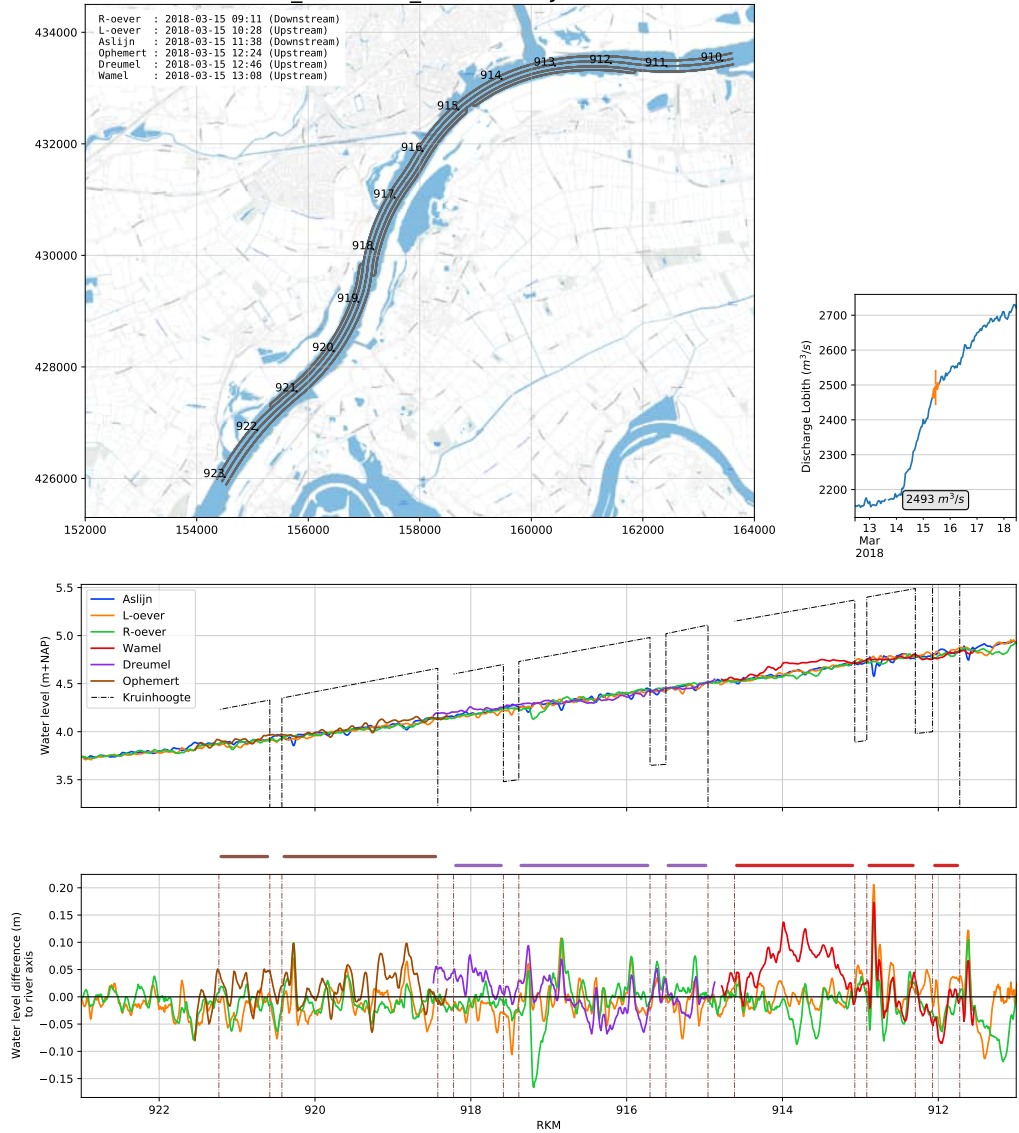 434000
432000
430000
428000
426000
152000
154000
156000
158000
160000
162000
164000
R-oever : 2018-03-15 09:11 (Downstream)
L-oever : 2018-03-15 10:28 (Upstream)
Aslijn : 2018-03-15 11:38 (Downstream)
Ophemert : 2018-03-15 12:24 (Upstream)
Dreumel : 2018-03-15 12:46 (Upstream)
Wamel : 2018-03-15 13:08 (Upstream)
910
911
912
913
914
915
916
917
918
919
920
921
922
923
Discharge Lobith (m³/s)
2700
2600
2500
2400
2300
2200
2493 m³/s
13
14
15
16
17
18
Mar
2018
Water level (m+NAP)
5.5
5.0
4.5
4.0
3.5
Aslijn
L-oever
R-oever
Wamel
Dreumel
Ophemert
Kruinhoogte
Water level difference (m)
to river axis
0.20
0.15
0.10
0.05
0.00
−0.05
−0.10
−0.15
922
920
918
916
914
912
RKM